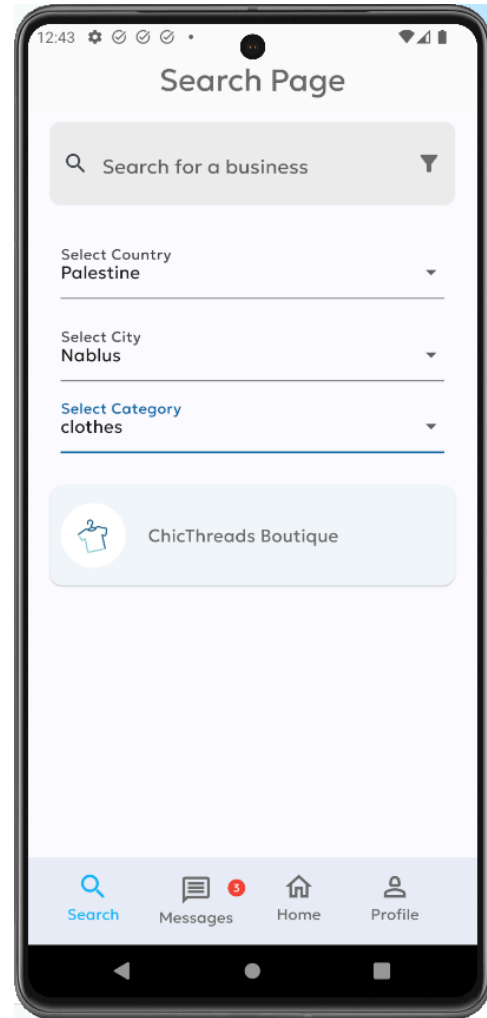 12:43
Search Page
Search for a business
Select Country
Palestine
Select City
Nablus
Select Category
clothes
ChicThreads Boutique
3
Search Messages Home Profile